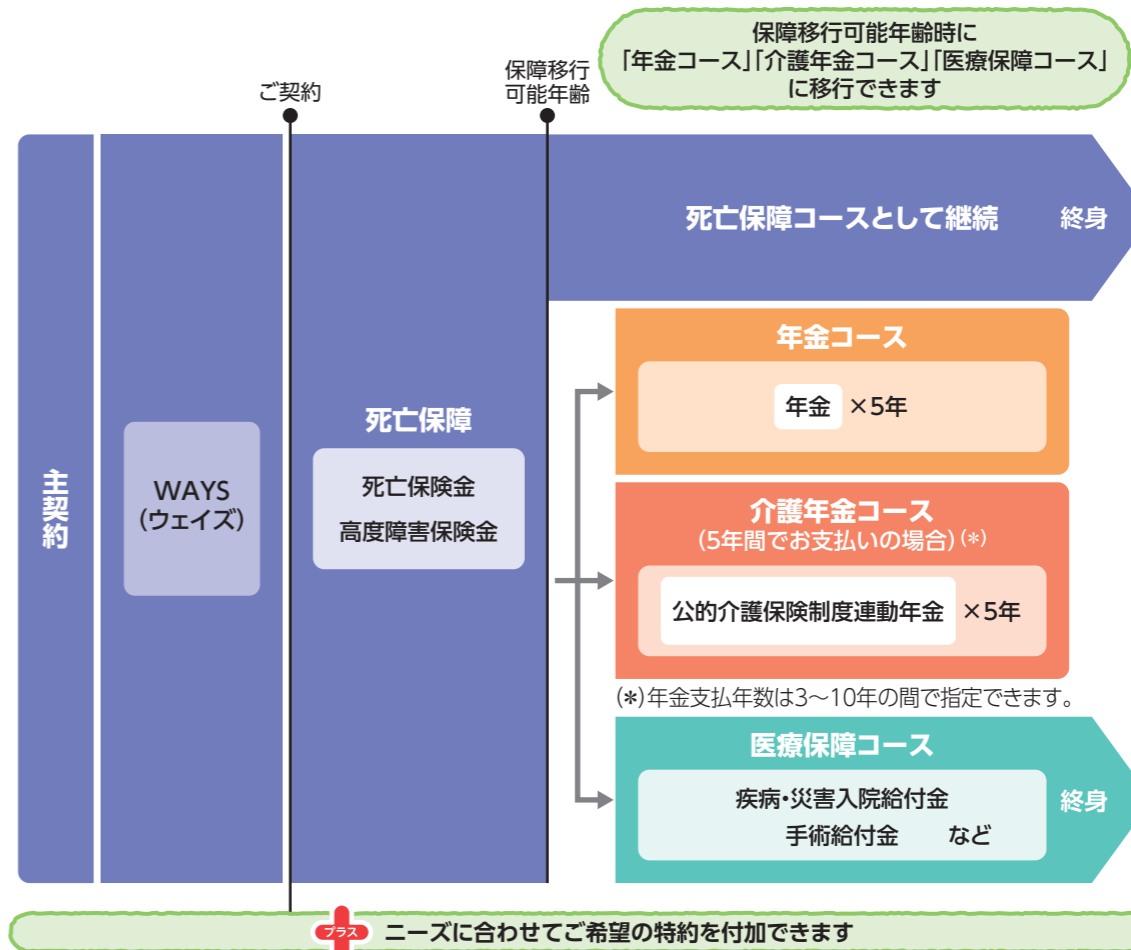 保障移行可能年齢時に
「年金コース」「介護年金コース」「医療保障コース」
に移行できます
ご契約
保障移行
可能年齢
主契約
WAYS
(ウェイズ)
死亡保障
死亡保険金
高度障害保険金
死亡保障コースとして継続 終身
年金コース
年金 ×5年
介護年金コース
(5年間でお支払いの場合)(*)
公的介護保険制度連動年金 ×5年
(*)年金支払年数は3〜10年の間で指定できます。
医療保障コース
疾病・災害入院給付金
手術給付金 など
終身
プラス ニーズに合わせてご希望の特約を付加できます